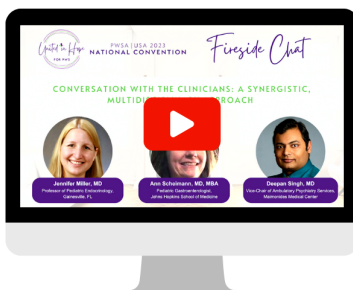 United in Hope
FOR PWS
PWSA | USA 2023
NATIONAL CONVENTION
Fireside Chat
CONVERSATION WITH THE CLINICIANS: A SYNERGISTIC,
APPROACH
Jennifer Miller, MD
Professor of Pediatric Endocrinology,
Gainesville, FL
Ann Scheimann, MD, MBA
Pediatric Gastroenterologist,
Johns Hopkins School of Medicine
Deepan Singh, MD
Vice-Chair of Ambulatory Psychiatry Services,
Maimonides Medical Center